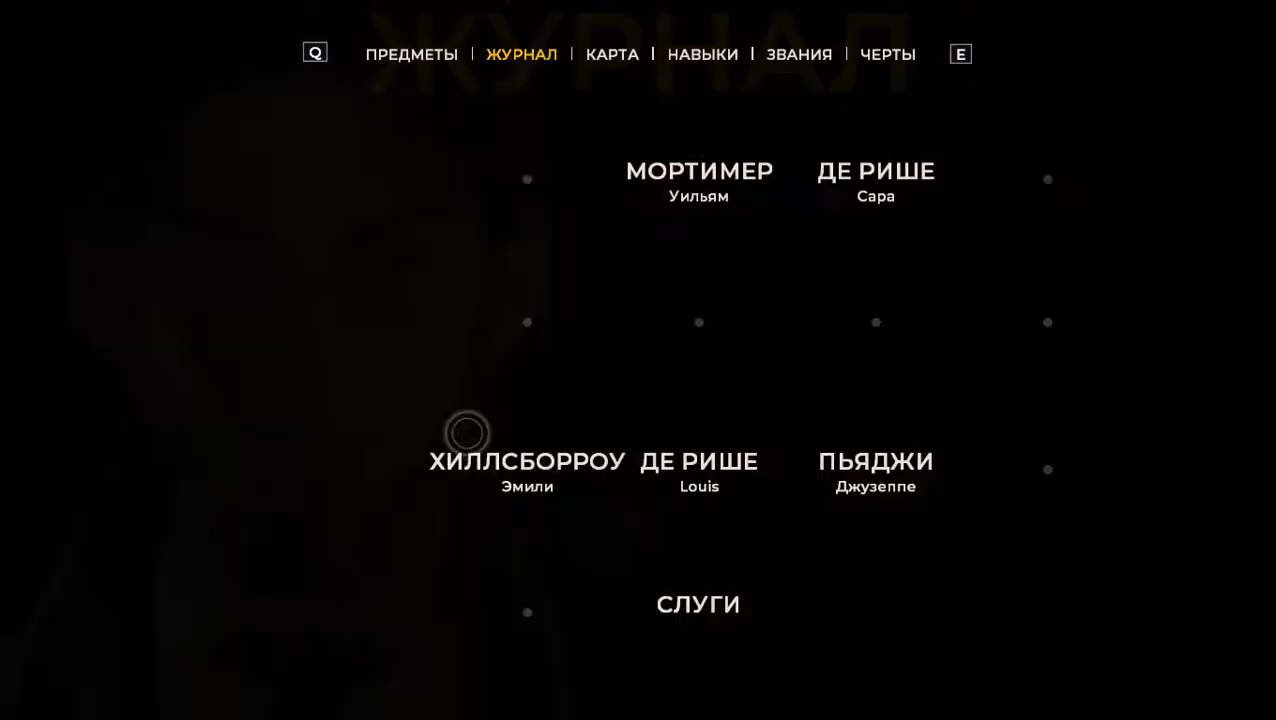 ЖУРНАЛ
Q ПРЕДМЕТЫ | ЖУРНАЛ | КАРТА | НАВЫКИ | ЗВАНИЯ | ЧЕРТЫ E
МОРТИМЕР ДЕ РИШЕ
Уильям Сара
ХИЛЛСБОРРОУ ДЕ РИШЕ ПЬЯДЖИ
Эмили Louis Джузеппе
СЛУГИ